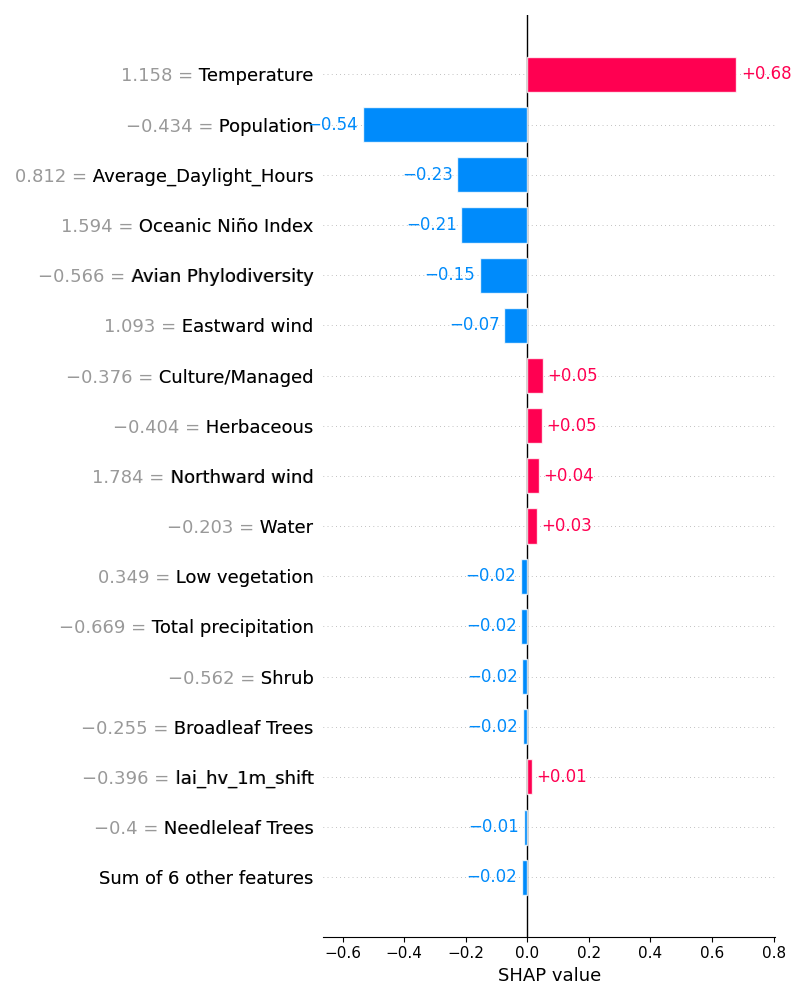 1.158 = Temperature +0.68
−0.434 = Population −0.54
0.812 = Average_Daylight_Hours −0.23
1.594 = Oceanic Niño Index −0.21
−0.566 = Avian Phylodiversity −0.15
1.093 = Eastward wind −0.07
−0.376 = Culture/Managed +0.05
−0.404 = Herbaceous +0.05
1.784 = Northward wind +0.04
−0.203 = Water +0.03
0.349 = Low vegetation −0.02
−0.669 = Total precipitation −0.02
−0.562 = Shrub −0.02
−0.255 = Broadleaf Trees −0.02
−0.396 = lai_hv_1m_shift +0.01
−0.4 = Needleleaf Trees −0.01
Sum of 6 other features −0.02
−0.6 −0.4 −0.2 0.0 0.2 0.4 0.6 0.8
SHAP value